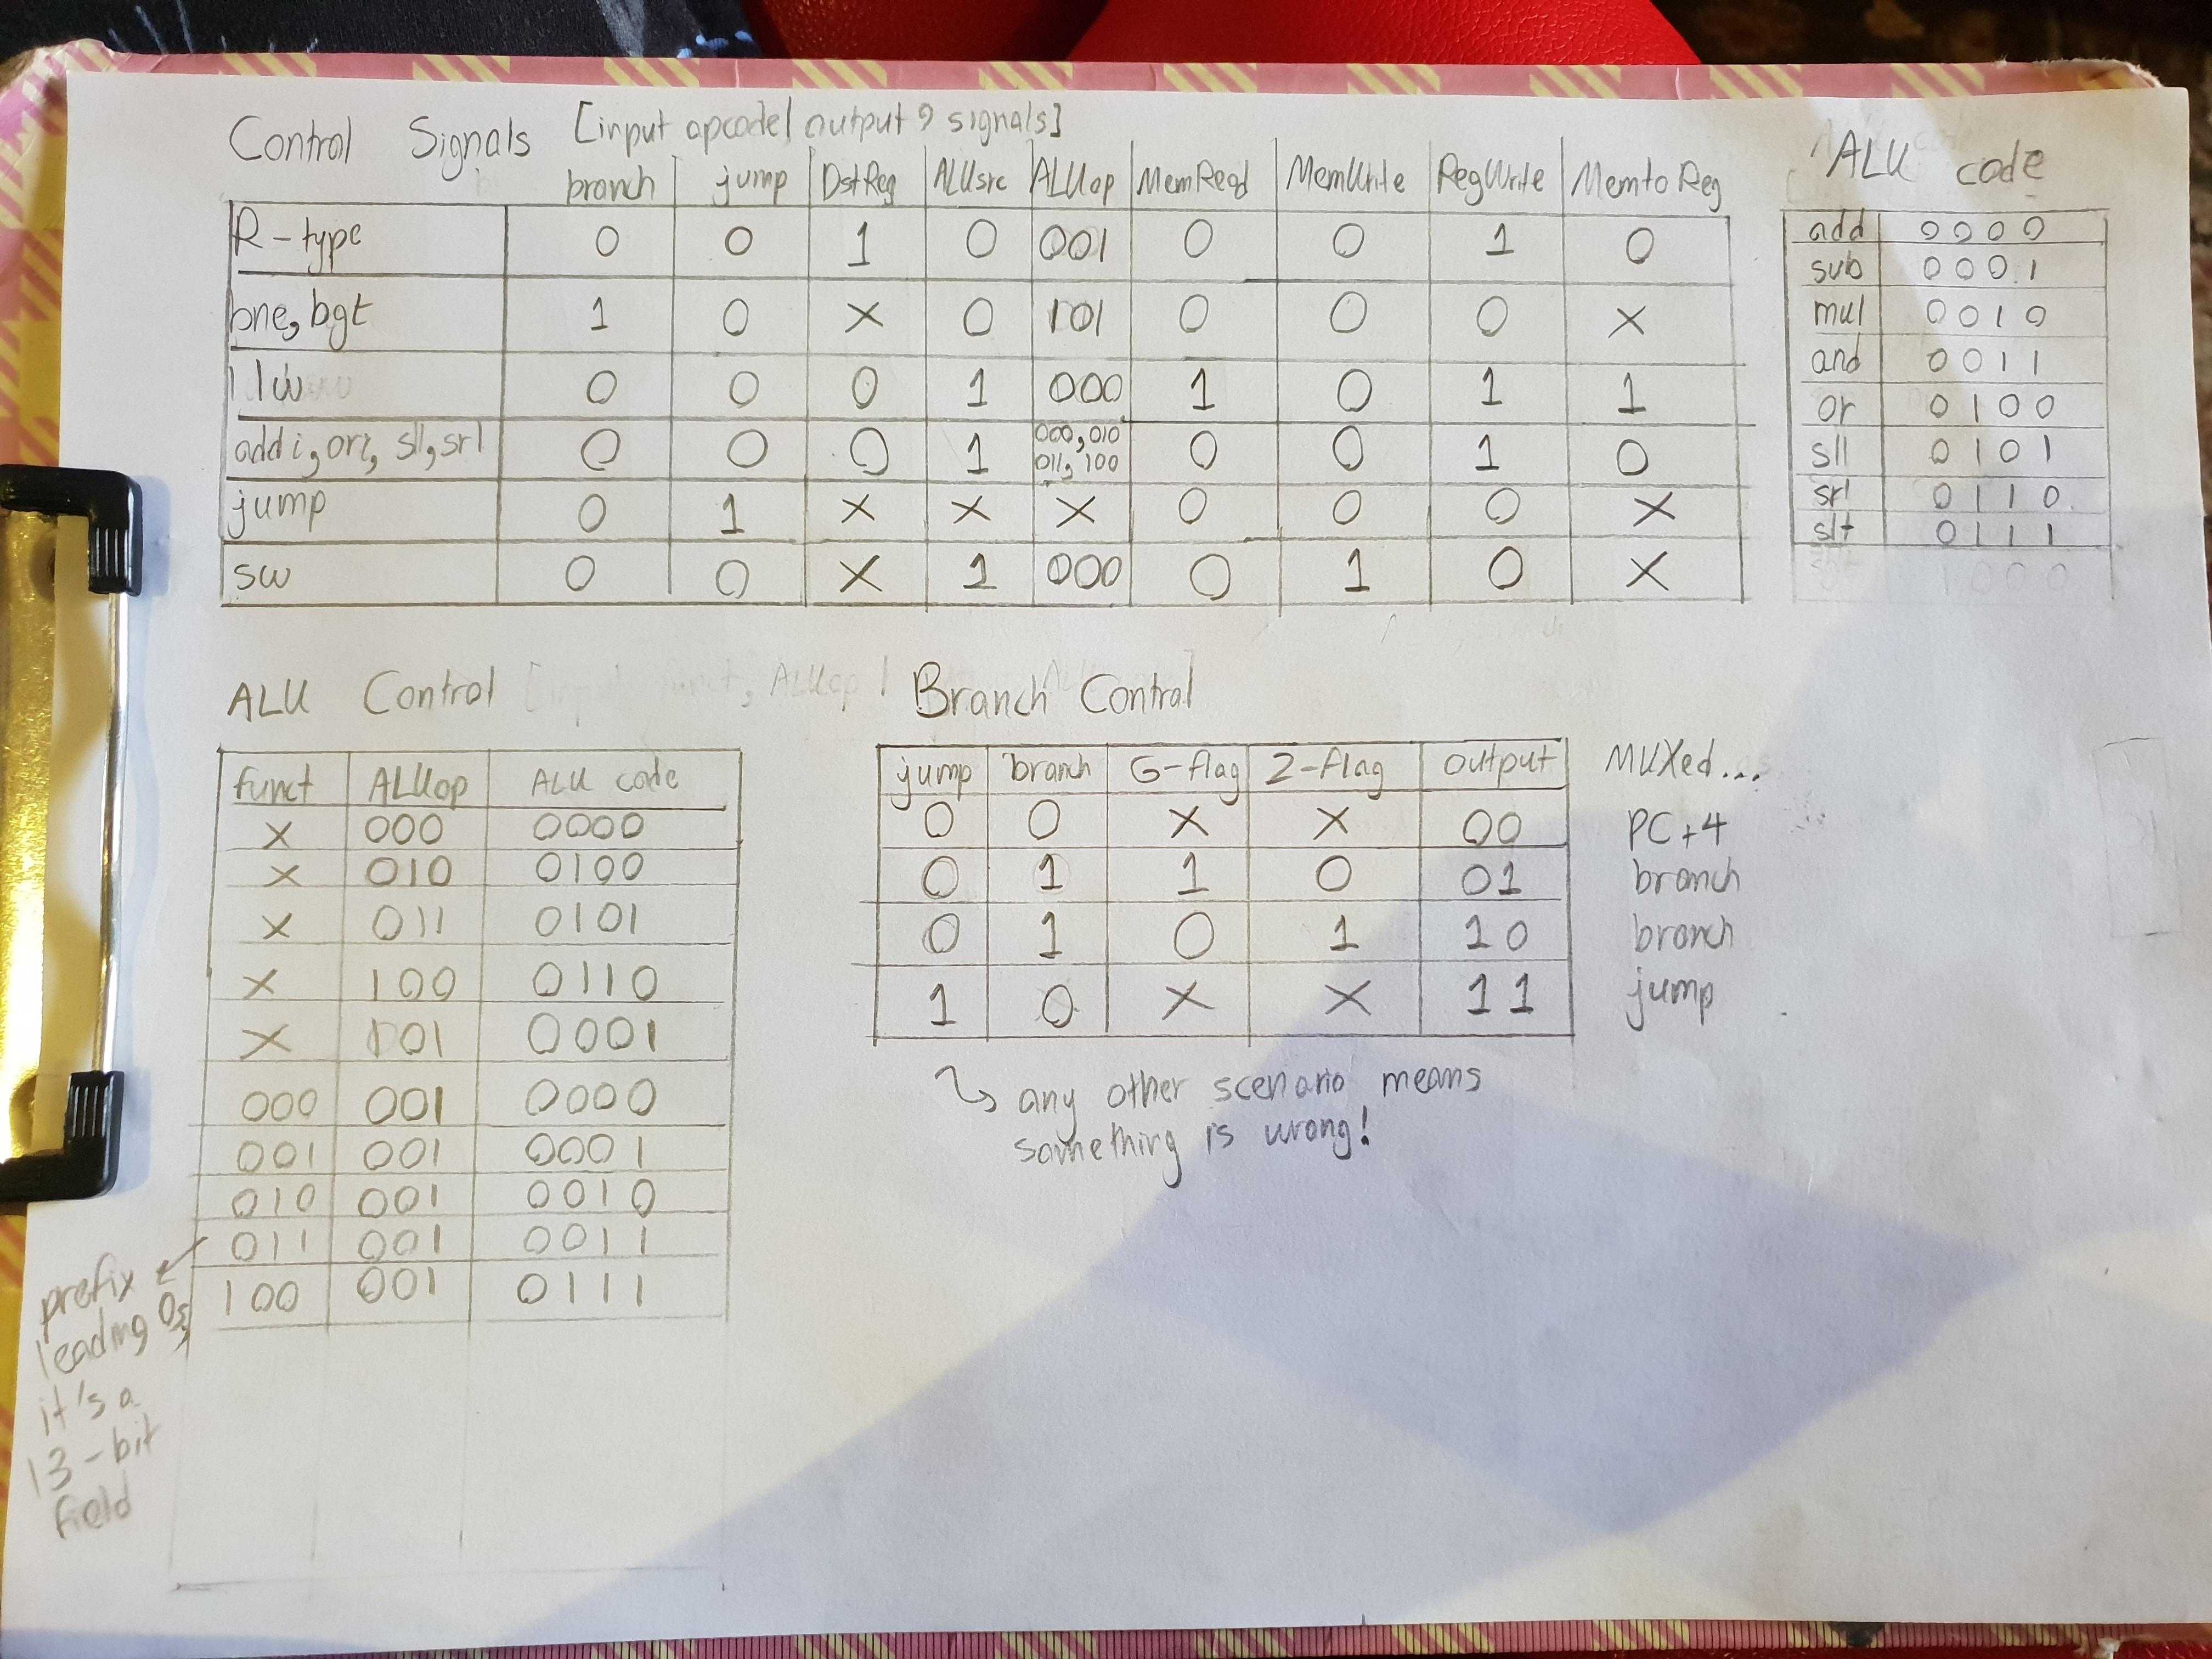 Control Signals [input opcode | output 9 signals]
branch jump DstReg ALUsrc ALUop MemRead MemWrite RegWrite MemtoReg
R-type 0 0 1 0 001 0 0 1 0
bne, bgt 1 0 X 0 101 0 0 0 X
lw 0 0 0 1 000 1 0 1 1
addi, ori, sll, srl 0 0 0 1 000, 010 011, 100 0 0 1 0
jump 0 1 X X X 0 0 0 X
sw 0 0 X 1 000 0 1 0 X
ALU code
add 0000
sub 0001
mul 0010
and 0011
or 0100
sll 0101
srl 0110
slt 0111
1000
ALU Control [input funct, ALUop |
funct ALUop ALU code
X 000 0000
X 010 0100
X 011 0101
X 100 0110
X 101 0001
000 001 0000
001 001 0001
010 001 0010
011 001 0011
100 001 0111
prefix
leading 0s,
it's a
13-bit
field
Branch Control
jump branch G-flag Z-flag output MUXed...
0 0 X X 00 PC+4
0 1 1 0 01 branch
0 1 0 1 10 branch
1 0 X X 11 jump
any other scenario means
something is wrong!